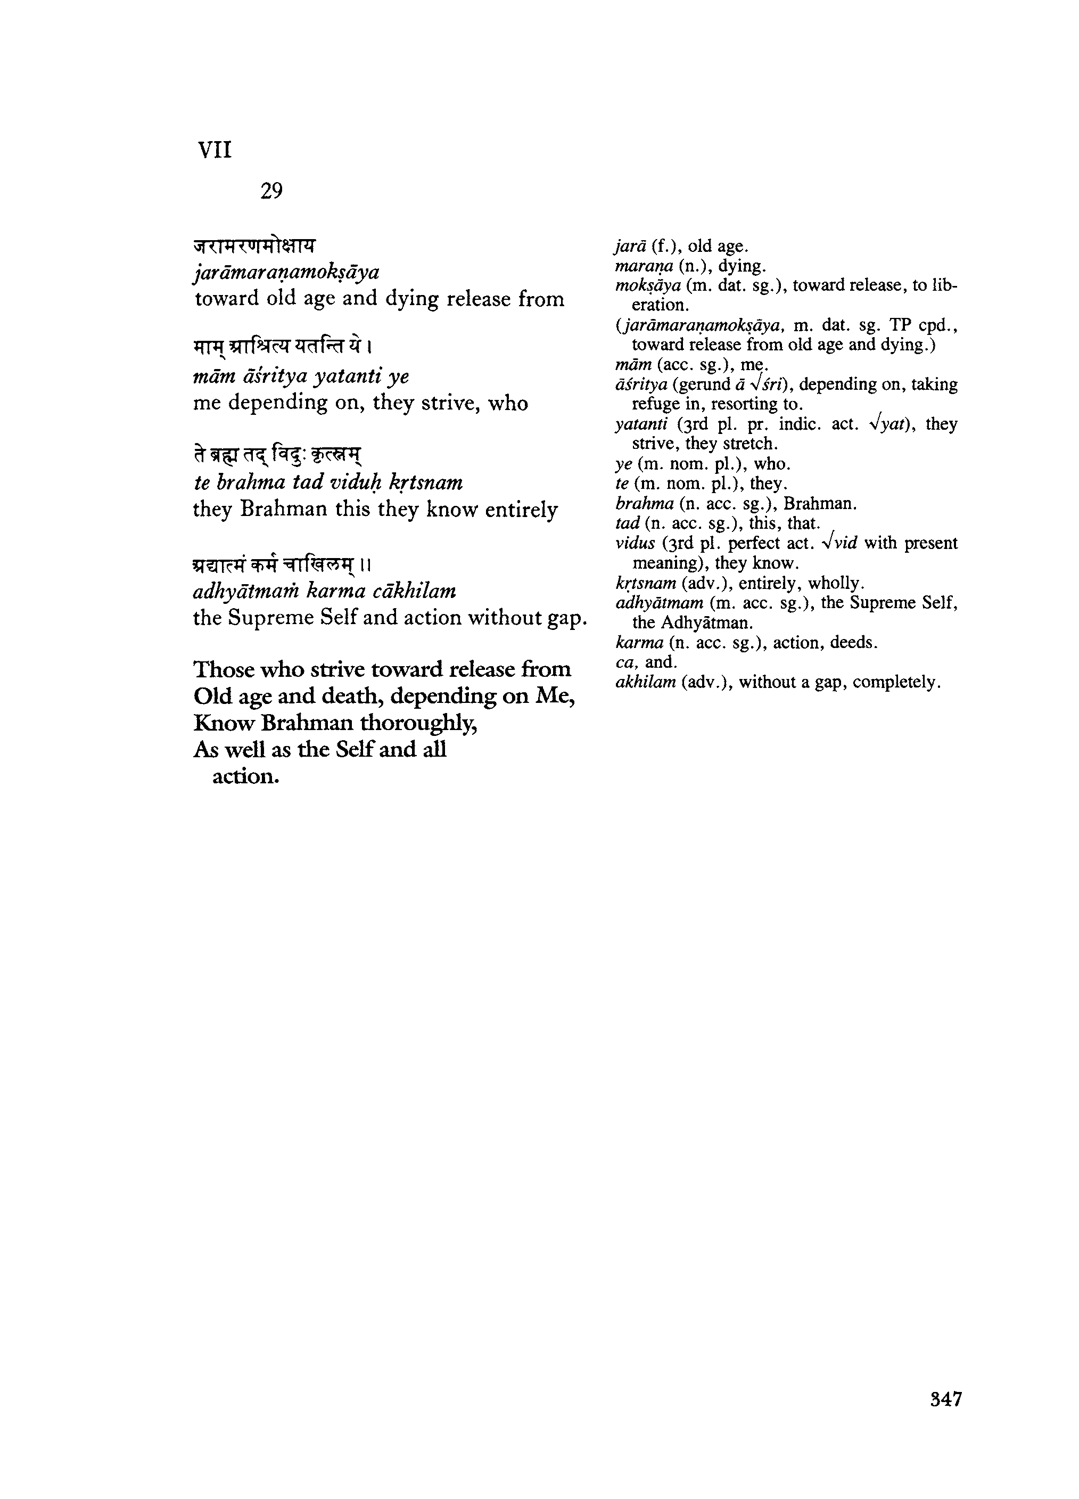 VII
29
जरामरणमोक्षाय
jarāmaraṇamokṣāya
toward old age and dying release from
माम् आश्रित्य यतन्ति ये ।
mām āśritya yatanti ye
me depending on, they strive, who
ते ब्रह्म तद् विदुः कृत्स्नम्
te brahma tad viduḥ kṛtsnam
they Brahman this they know entirely
अध्यात्मं कर्म चाखिलम् ॥
adhyātmaṁ karma cākhilam
the Supreme Self and action without gap.
Those who strive toward release from
Old age and death, depending on Me,
Know Brahman thoroughly,
As well as the Self and all
action.
jarā (f.), old age.
maraṇa (n.), dying.
mokṣāya (m. dat. sg.), toward release, to lib-
eration.
(jarāmaraṇamokṣāya, m. dat. sg. TP cpd.,
toward release from old age and dying.)
mām (acc. sg.), me.
āśritya (gerund ā √śri), depending on, taking
refuge in, resorting to.
yatanti (3rd pl. pr. indic. act. √yat), they
strive, they stretch.
ye (m. nom. pl.), who.
te (m. nom. pl.), they.
brahma (n. acc. sg.), Brahman.
tad (n. acc. sg.), this, that.
vidus (3rd pl. perfect act. √vid with present
meaning), they know.
kṛtsnam (adv.), entirely, wholly.
adhyātmam (m. acc. sg.), the Supreme Self,
the Adhyātman.
karma (n. acc. sg.), action, deeds.
ca, and.
akhilam (adv.), without a gap, completely.
347